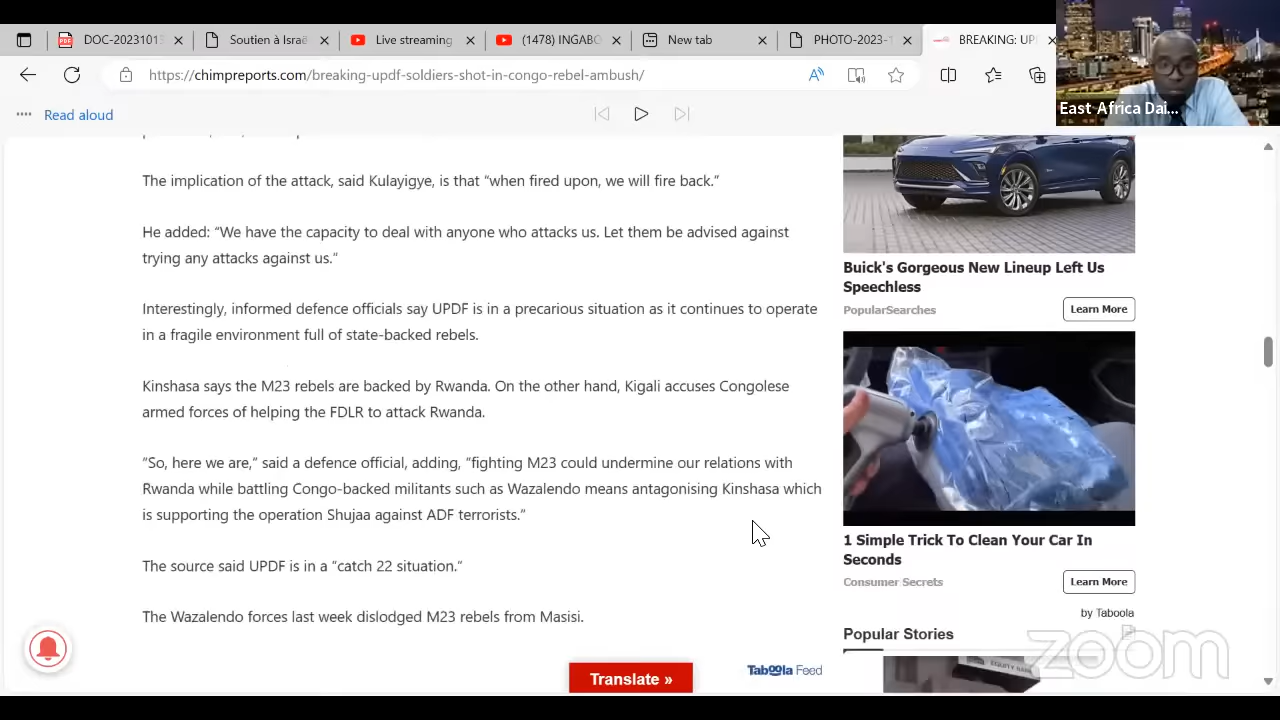 DOC-20231013
Soutien à Israë
Live streaming
(1478) INGABO
New tab
PHOTO-2023-1
BREAKING: UP
https://chimpreports.com/breaking-updf-soldiers-shot-in-congo-rebel-ambush/
East Africa Dai...
Read aloud
The implication of the attack, said Kulayigye, is that “when fired upon, we will fire back.”
He added: “We have the capacity to deal with anyone who attacks us. Let them be advised against
trying any attacks against us.”
Interestingly, informed defence officials say UPDF is in a precarious situation as it continues to operate
in a fragile environment full of state-backed rebels.
Kinshasa says the M23 rebels are backed by Rwanda. On the other hand, Kigali accuses Congolese
armed forces of helping the FDLR to attack Rwanda.
“So, here we are,” said a defence official, adding, “fighting M23 could undermine our relations with
Rwanda while battling Congo-backed militants such as Wazalendo means antagonising Kinshasa which
is supporting the operation Shujaa against ADF terrorists.”
The source said UPDF is in a “catch 22 situation.”
The Wazalendo forces last week dislodged M23 rebels from Masisi.
Translate »
Taboola Feed
Buick's Gorgeous New Lineup Left Us
Speechless
PopularSearches
Learn More
1 Simple Trick To Clean Your Car In
Seconds
Consumer Secrets
Learn More
by Taboola
Popular Stories
EQUITY BANK
zoom